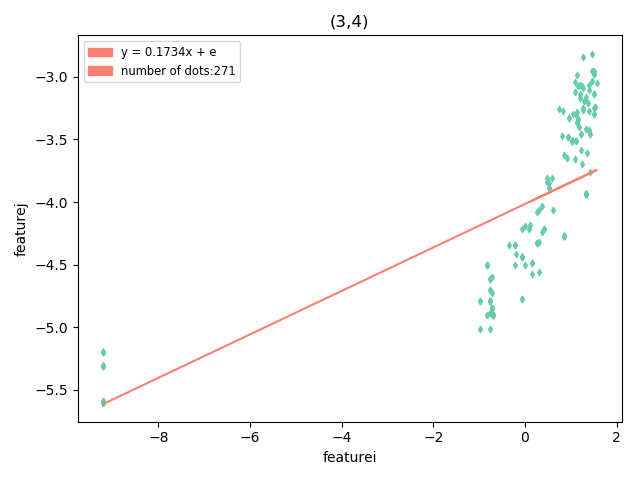 (3,4)
y = 0.1734x + e
number of dots:271
−3.0
−3.5
−4.0
−4.5
−5.0
−5.5
featurej
−8 −6 −4 −2 0 2
featurei